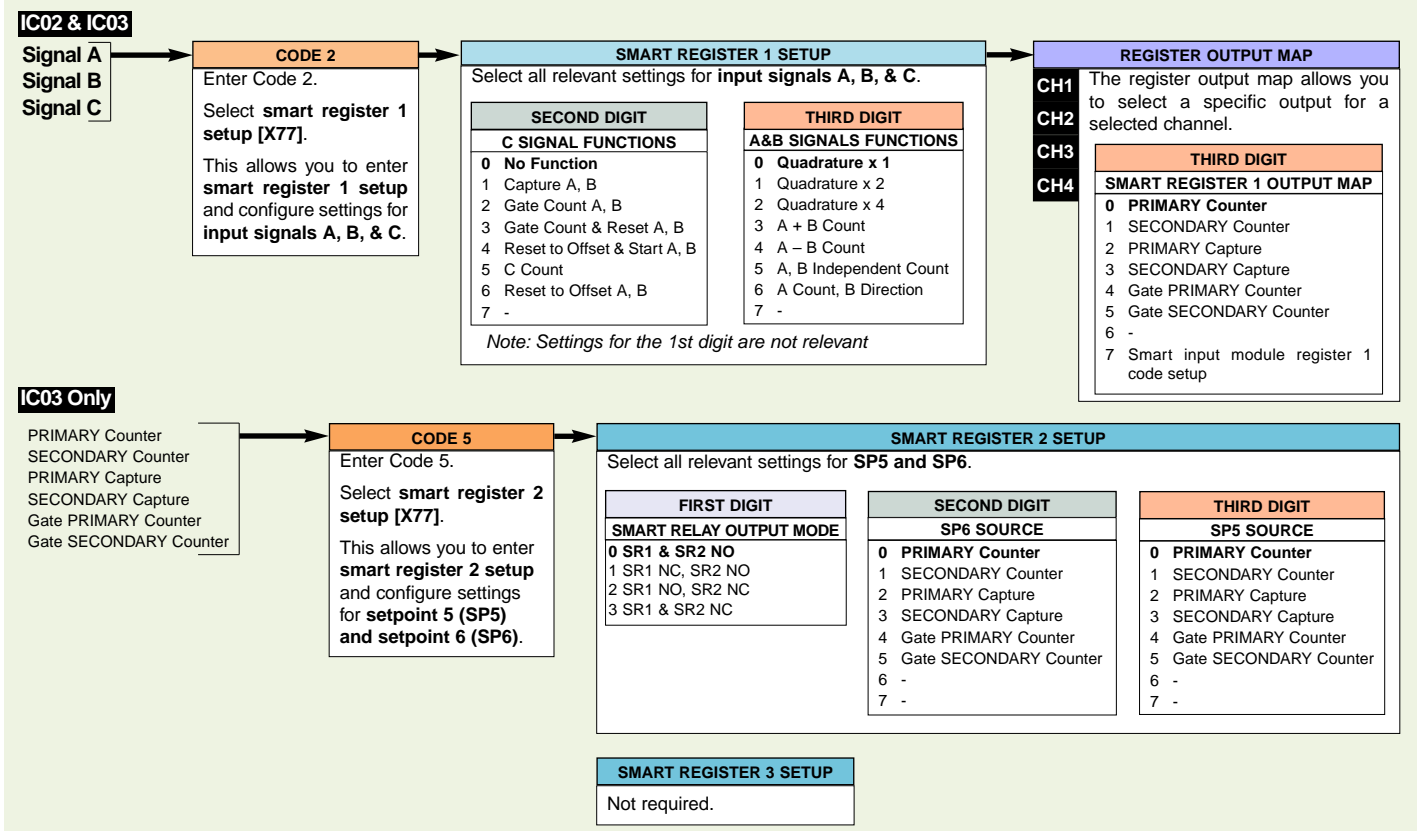 IC02 & IC03
Signal A
Signal B
Signal C
CODE 2
Enter Code 2.
Select smart register 1
setup [X77].
This allows you to enter
smart register 1 setup
and configure settings for
input signals A, B, & C.
SMART REGISTER 1 SETUP
Select all relevant settings for input signals A, B, & C.
SECOND DIGIT
C SIGNAL FUNCTIONS
0 No Function
1 Capture A, B
2 Gate Count A, B
3 Gate Count & Reset A, B
4 Reset to Offset & Start A, B
5 C Count
6 Reset to Offset A, B
7 -
THIRD DIGIT
A&B SIGNALS FUNCTIONS
0 Quadrature x 1
1 Quadrature x 2
2 Quadrature x 4
3 A + B Count
4 A – B Count
5 A, B Independent Count
6 A Count, B Direction
7 -
Note: Settings for the 1st digit are not relevant
REGISTER OUTPUT MAP
CH1
CH2
CH3
CH4
The register output map allows you
to select a specific output for a
selected channel.
THIRD DIGIT
SMART REGISTER 1 OUTPUT MAP
0 PRIMARY Counter
1 SECONDARY Counter
2 PRIMARY Capture
3 SECONDARY Capture
4 Gate PRIMARY Counter
5 Gate SECONDARY Counter
6 -
7 Smart input module register 1
code setup
IC03 Only
PRIMARY Counter
SECONDARY Counter
PRIMARY Capture
SECONDARY Capture
Gate PRIMARY Counter
Gate SECONDARY Counter
CODE 5
Enter Code 5.
Select smart register 2
setup [X77].
This allows you to enter
smart register 2 setup
and configure settings
for setpoint 5 (SP5)
and setpoint 6 (SP6).
SMART REGISTER 2 SETUP
Select all relevant settings for SP5 and SP6.
FIRST DIGIT
SMART RELAY OUTPUT MODE
0 SR1 & SR2 NO
1 SR1 NC, SR2 NO
2 SR1 NO, SR2 NC
3 SR1 & SR2 NC
SECOND DIGIT
SP6 SOURCE
0 PRIMARY Counter
1 SECONDARY Counter
2 PRIMARY Capture
3 SECONDARY Capture
4 Gate PRIMARY Counter
5 Gate SECONDARY Counter
6 -
7 -
THIRD DIGIT
SP5 SOURCE
0 PRIMARY Counter
1 SECONDARY Counter
2 PRIMARY Capture
3 SECONDARY Capture
4 Gate PRIMARY Counter
5 Gate SECONDARY Counter
6 -
7 -
SMART REGISTER 3 SETUP
Not required.